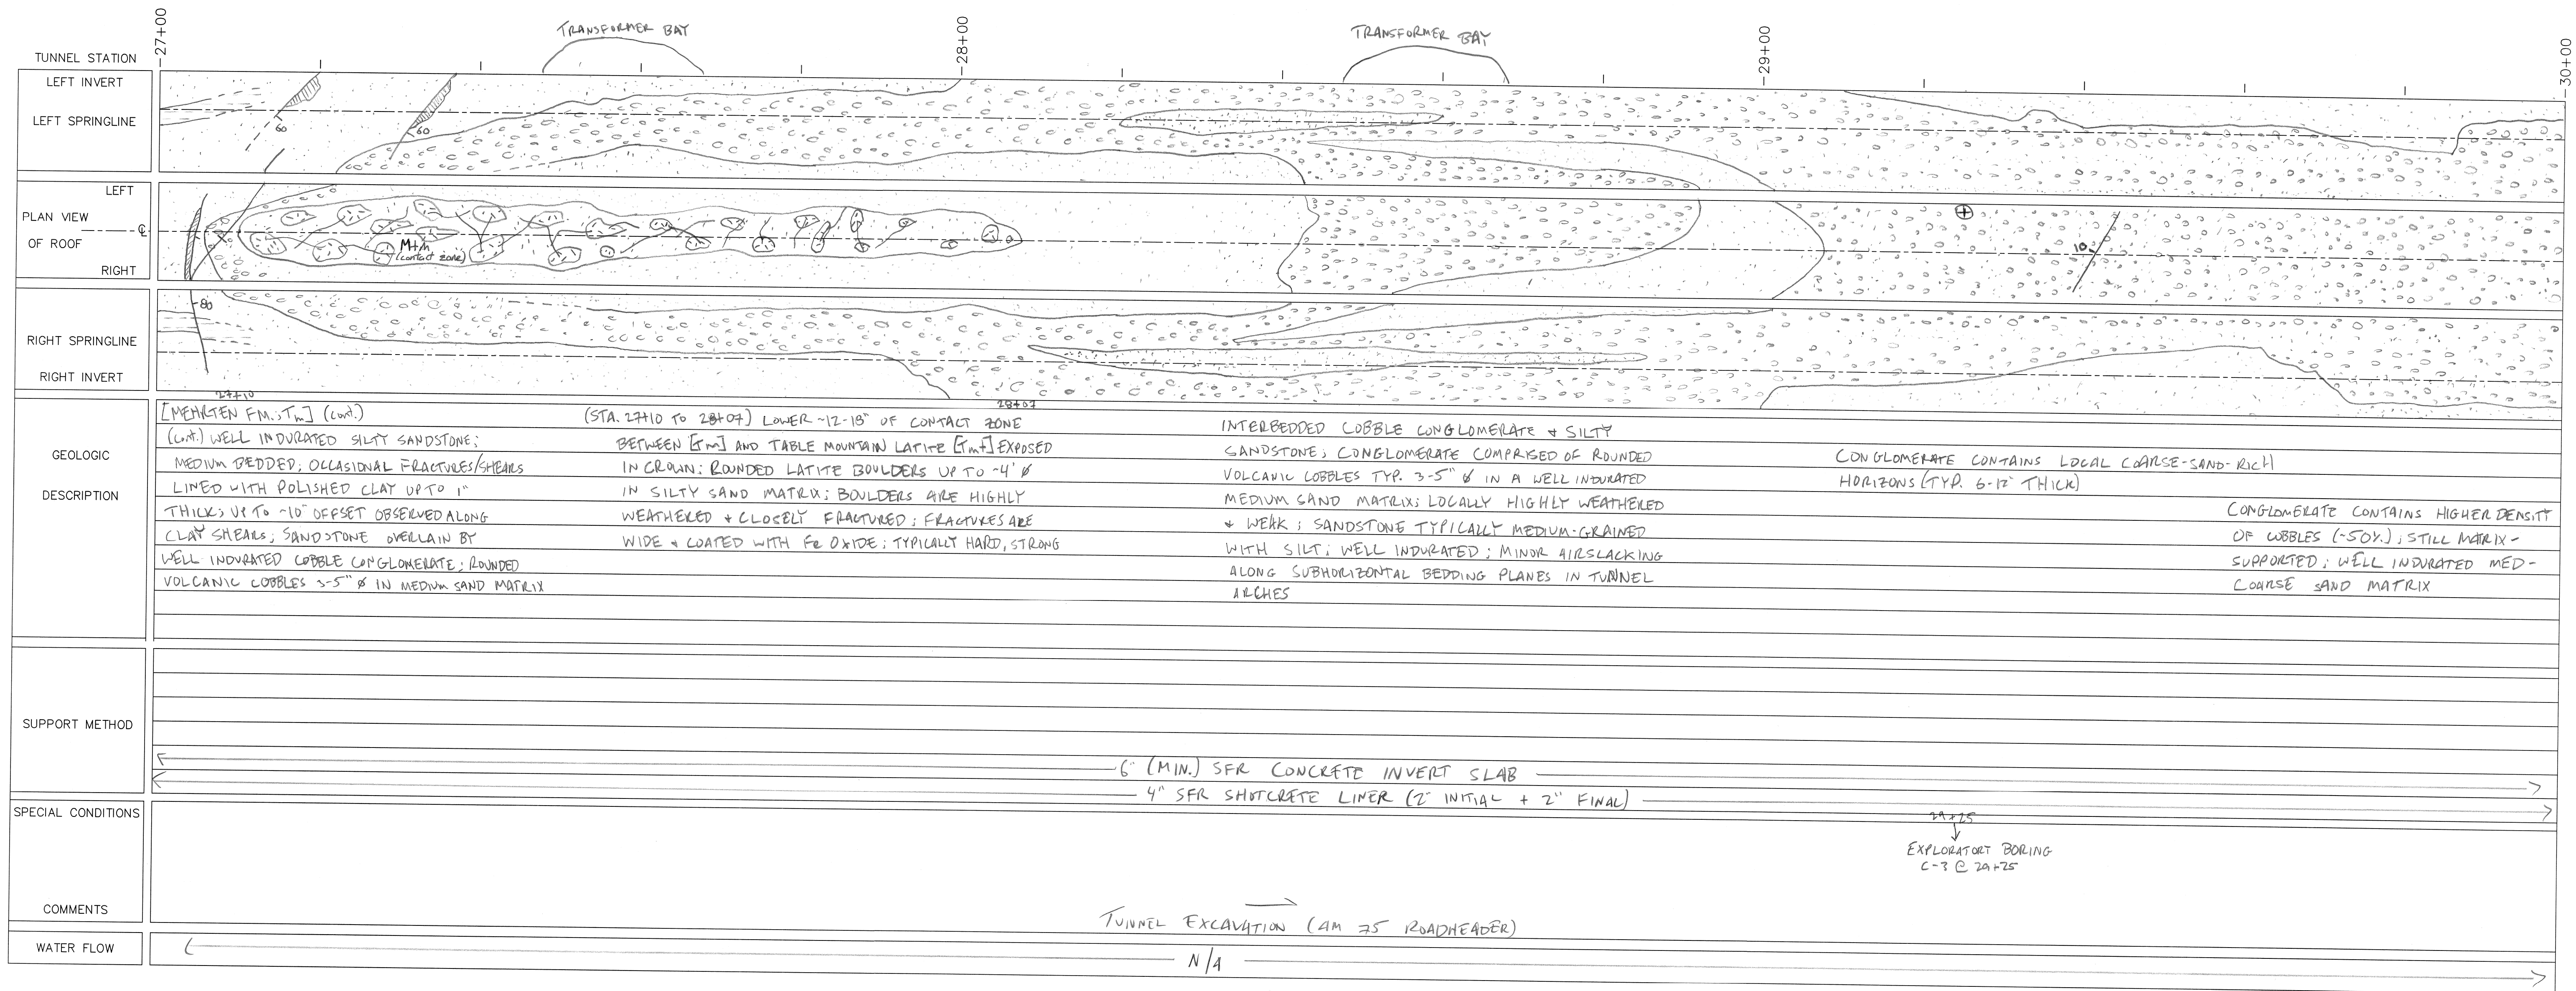 TRANSFORMER BAY
TRANSFORMER BAY
27+00
28+00
29+00
30+00
TUNNEL STATION
LEFT INVERT
LEFT SPRINGLINE
60
60
LEFT
PLAN VIEW
OF ROOF
℄
RIGHT
Mtm
(contact zone)
10
80
RIGHT SPRINGLINE
RIGHT INVERT
27+10
28+07
GEOLOGIC
DESCRIPTION
[MEHRTEN FM.; Tm] (cont.)
(cont.) WELL INDURATED SILTY SANDSTONE;
MEDIUM BEDDED; OCCASIONAL FRACTURES/SHEARS
LINED WITH POLISHED CLAY UP TO 1"
THICK; UP TO ~10" OFFSET OBSERVED ALONG
CLAY SHEARS; SANDSTONE OVERLAIN BY
WELL INDURATED COBBLE CONGLOMERATE; ROUNDED
VOLCANIC COBBLES 3-5" Ø IN MEDIUM SAND MATRIX
(STA. 27+10 TO 28+07) LOWER ~12-18" OF CONTACT ZONE
BETWEEN [Tm] AND TABLE MOUNTAIN LATITE [Tmt] EXPOSED
IN CROWN: ROUNDED LATITE BOULDERS UP TO ~4' Ø
IN SILTY SAND MATRIX; BOULDERS ARE HIGHLY
WEATHERED & CLOSELY FRACTURED; FRACTURES ARE
WIDE & COATED WITH Fe OXIDE; TYPICALLY HARD, STRONG
INTERBEDDED COBBLE CONGLOMERATE & SILTY
SANDSTONE; CONGLOMERATE COMPRISED OF ROUNDED
VOLCANIC COBBLES TYP. 3-5" Ø IN A WELL INDURATED
MEDIUM SAND MATRIX; LOCALLY HIGHLY WEATHERED
& WEAK; SANDSTONE TYPICALLY MEDIUM-GRAINED
WITH SILT; WELL INDURATED; MINOR AIRSLACKING
ALONG SUBHORIZONTAL BEDDING PLANES IN TUNNEL
ARCHES
CONGLOMERATE CONTAINS LOCAL COARSE-SAND-RICH
HORIZONS (TYP. 6-12" THICK)
CONGLOMERATE CONTAINS HIGHER DENSITY
OF COBBLES (~50%); STILL MATRIX-
SUPPORTED; WELL INDURATED MED-
COARSE SAND MATRIX
SUPPORT METHOD
6" (MIN.) SFR CONCRETE INVERT SLAB
4" SFR SHOTCRETE LINER (2" INITIAL + 2" FINAL)
SPECIAL CONDITIONS
29+25
EXPLORATORT BORING
C-3 @ 29+25
COMMENTS
TUNNEL EXCAVATION (AM 75 ROADHEADER)
WATER FLOW
N/A